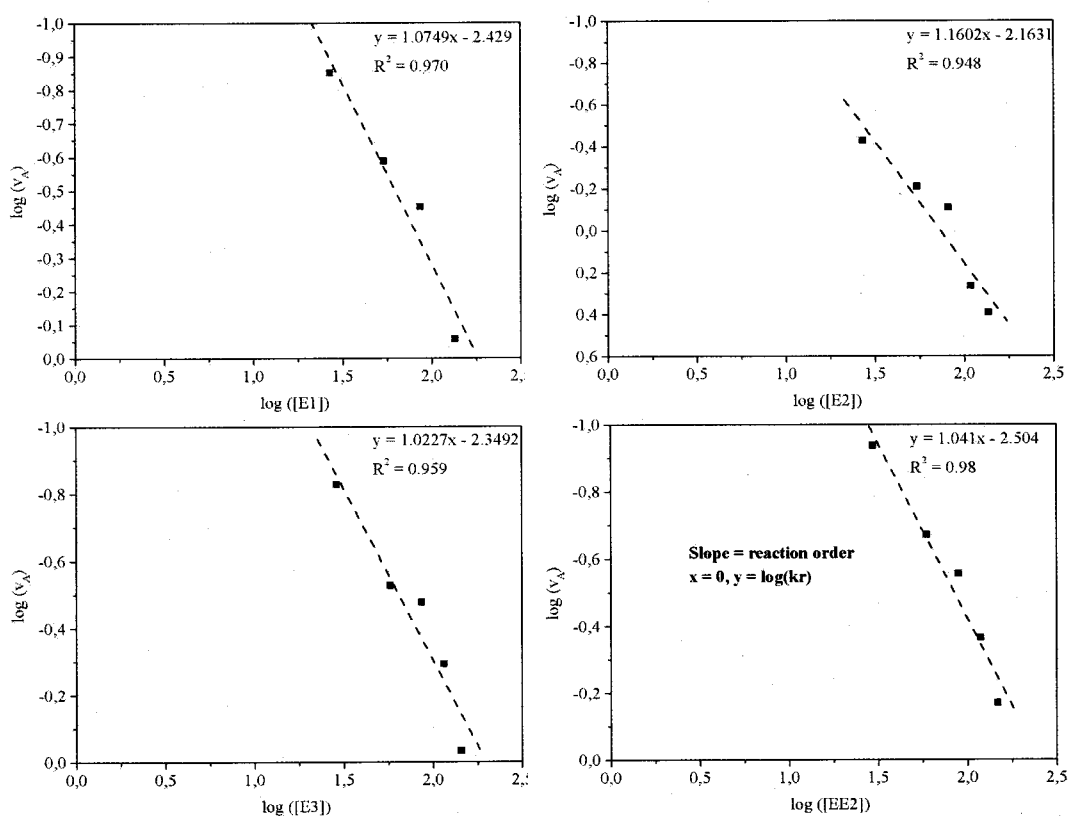 -1,0
-0,9
-0,8
-0,7
-0,6
-0,5
-0,4
-0,3
-0,2
-0,1
0,0
log (vA)
y = 1.0749x - 2.429
R² = 0.970
0,0 0,5 1,0 1,5 2,0 2,5
log ([E1])
-1,0
-0,8
-0,6
-0,4
-0,2
0,0
0,2
0,4
0,6
log (vA)
y = 1.1602x - 2.1631
R² = 0.948
0,0 0,5 1,0 1,5 2,0 2,5
log ([E2])
-1,0
-0,8
-0,6
-0,4
-0,2
0,0
log (vA)
y = 1.0227x - 2.3492
R² = 0.959
0,0 0,5 1,0 1,5 2,0 2,5
log ([E3])
-1,0
-0,8
-0,6
-0,4
-0,2
0,0
log (vA)
y = 1.041x - 2.504
R² = 0.98
Slope = reaction order
x = 0, y = log(kr)
0,0 0,5 1,0 1,5 2,0 2,5
log ([EE2])